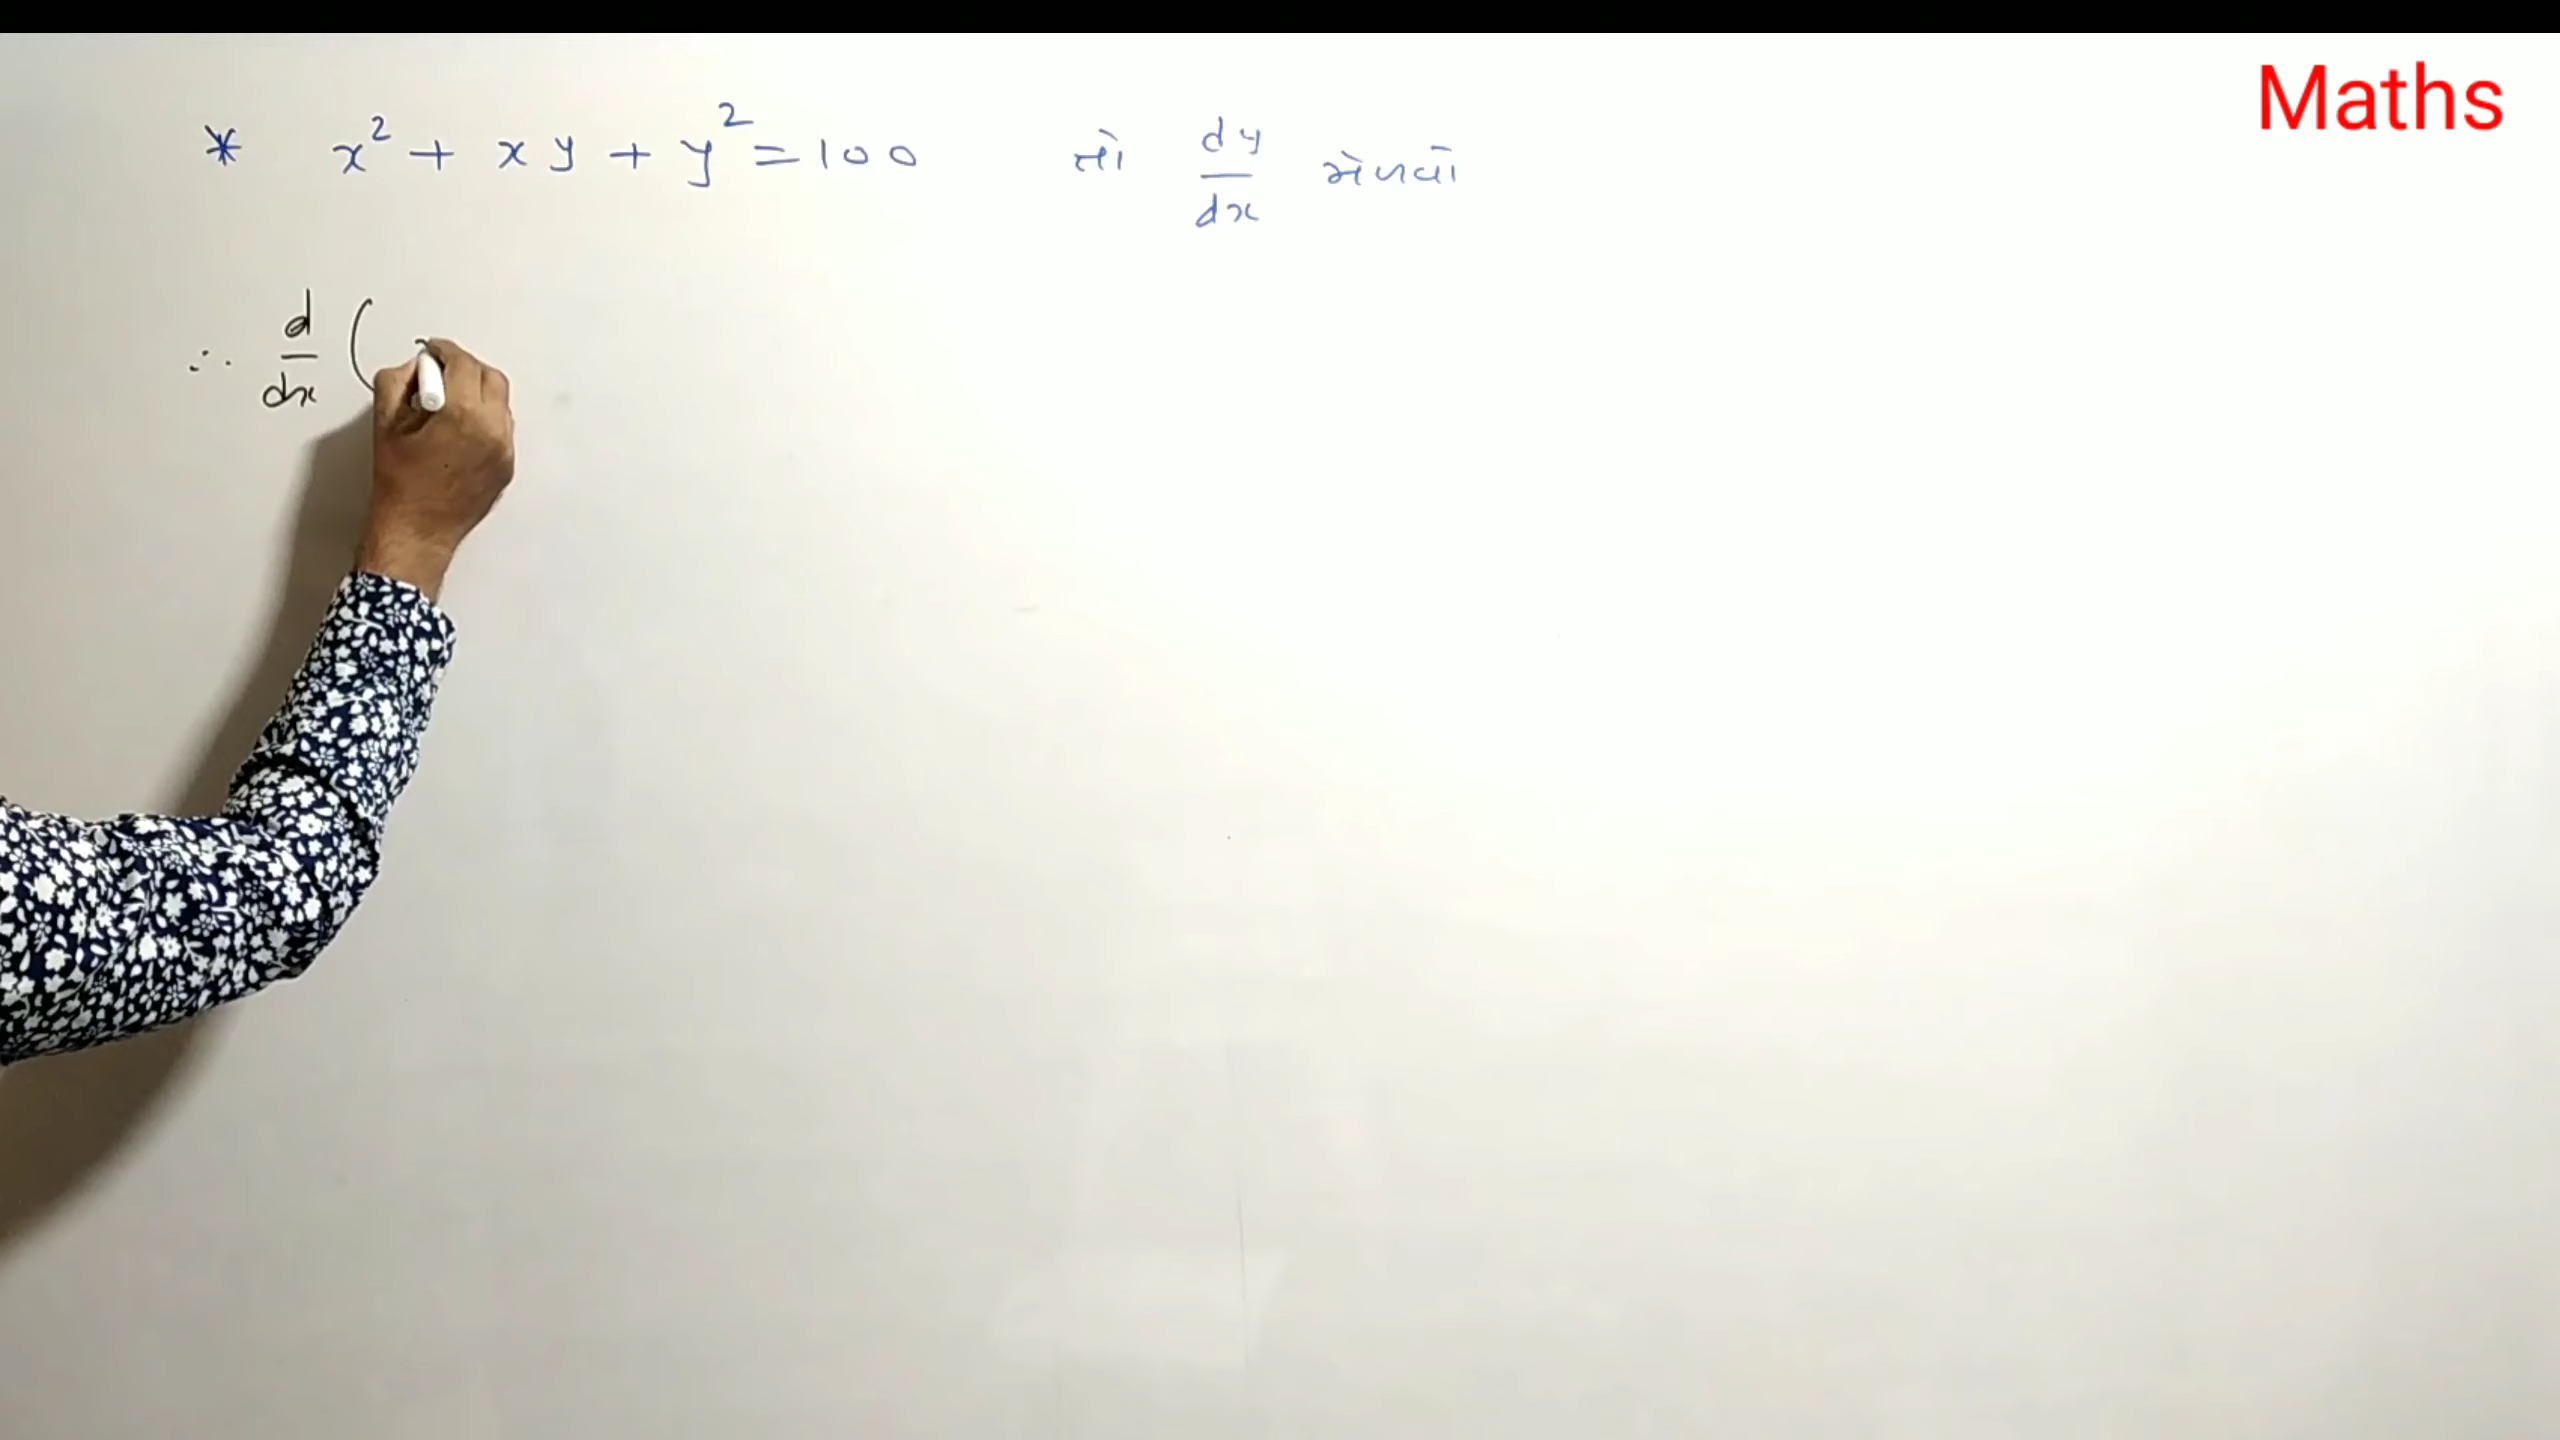 Maths
* x² + xy + y² = 100 તો dy/dx મેળવો
∴ d/dx (